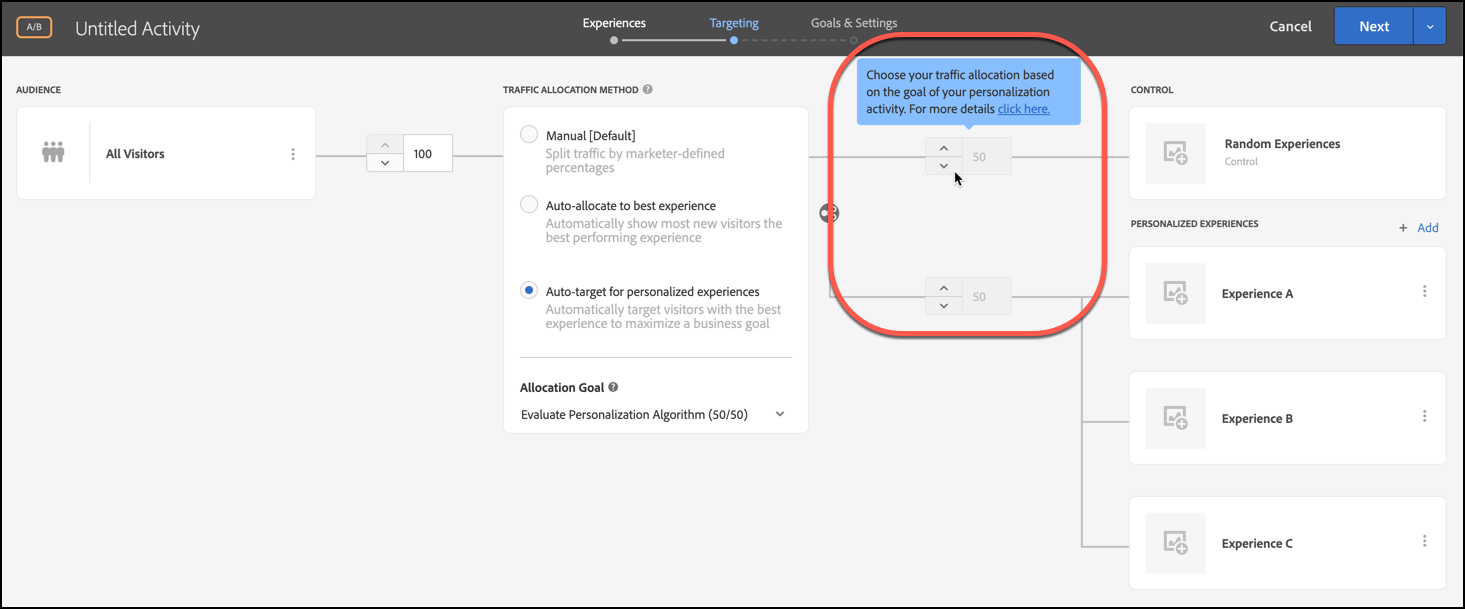 A/B
Untitled Activity
Experiences
Targeting
Goals & Settings
Cancel
Next
AUDIENCE
All Visitors
100
TRAFFIC ALLOCATION METHOD ?
Manual [Default]
Split traffic by marketer-defined
percentages
Auto-allocate to best experience
Automatically show most new visitors the
best performing experience
Auto-target for personalized experiences
Automatically target visitors with the best
experience to maximize a business goal
Allocation Goal ?
Evaluate Personalization Algorithm (50/50)
Choose your traffic allocation based
on the goal of your personalization
activity. For more details click here.
50
50
CONTROL
Random Experiences
Control
PERSONALIZED EXPERIENCES
+ Add
Experience A
Experience B
Experience C